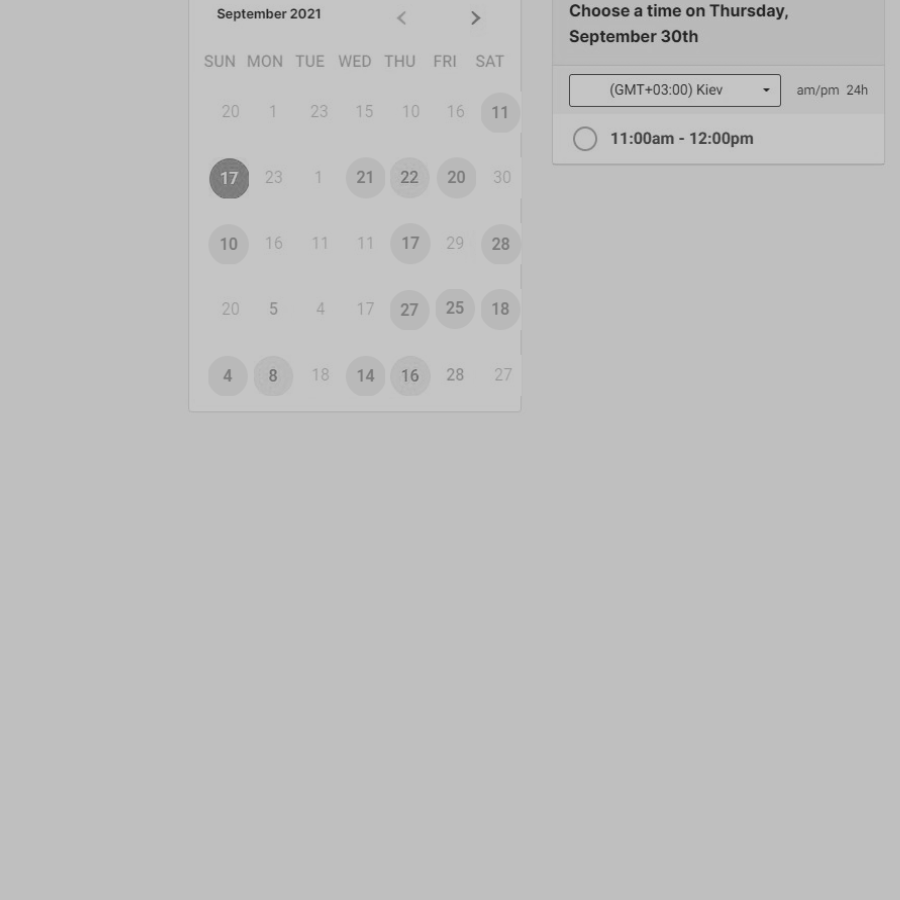 September 2021
SUN MON TUE WED THU FRI SAT
20 1 23 15 10 16 11
17 23 1 21 22 20 30
10 16 11 11 17 29 28
20 5 4 17 27 25 18
4 8 18 14 16 28 27
Choose a time on Thursday,
September 30th
(GMT+03:00) Kiev
am/pm 24h
11:00am - 12:00pm